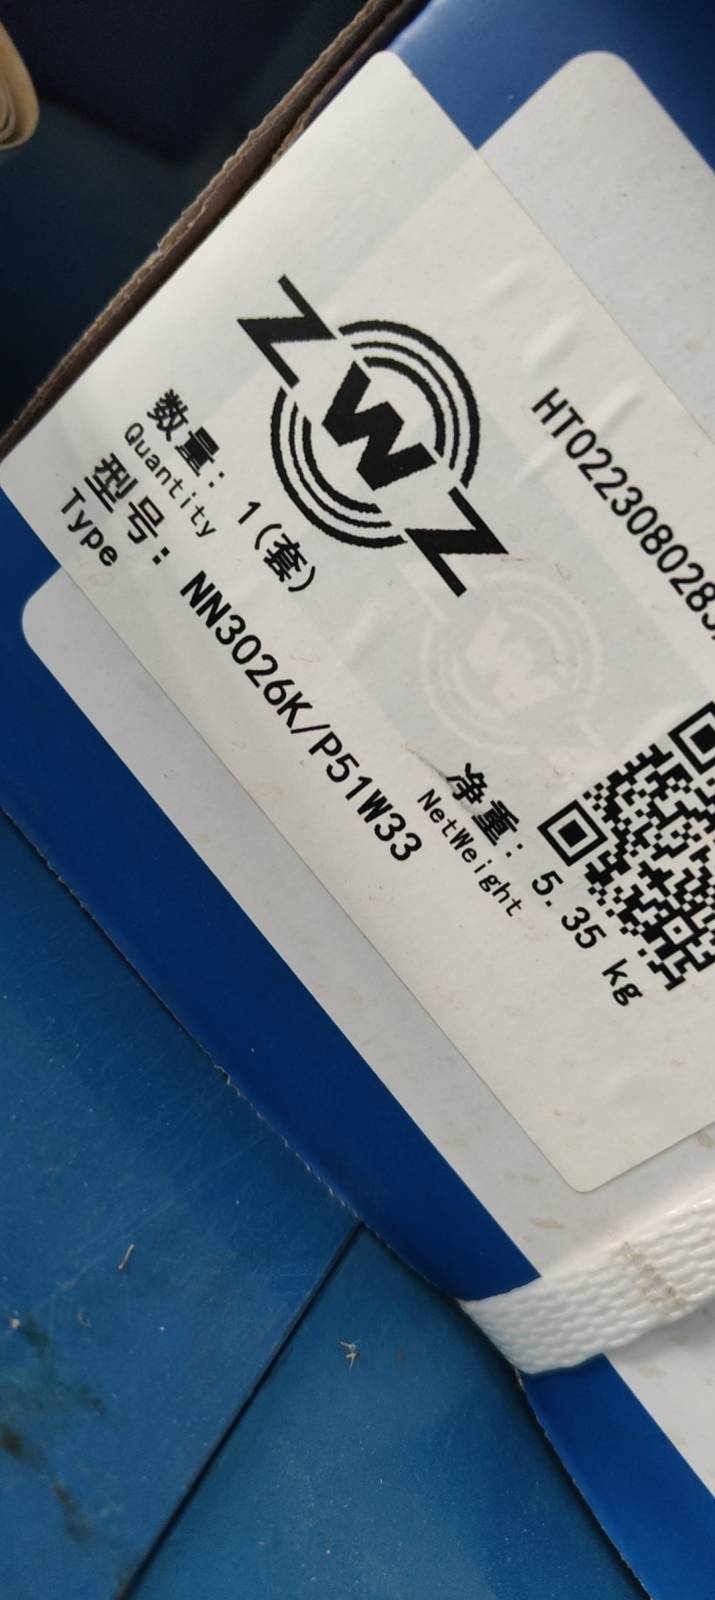 ZWZ
HT0223080283
数量: 1(套)
Quantity
型号: NN3026K/P51W33
Type
净重: 5.35 kg
NetWeight